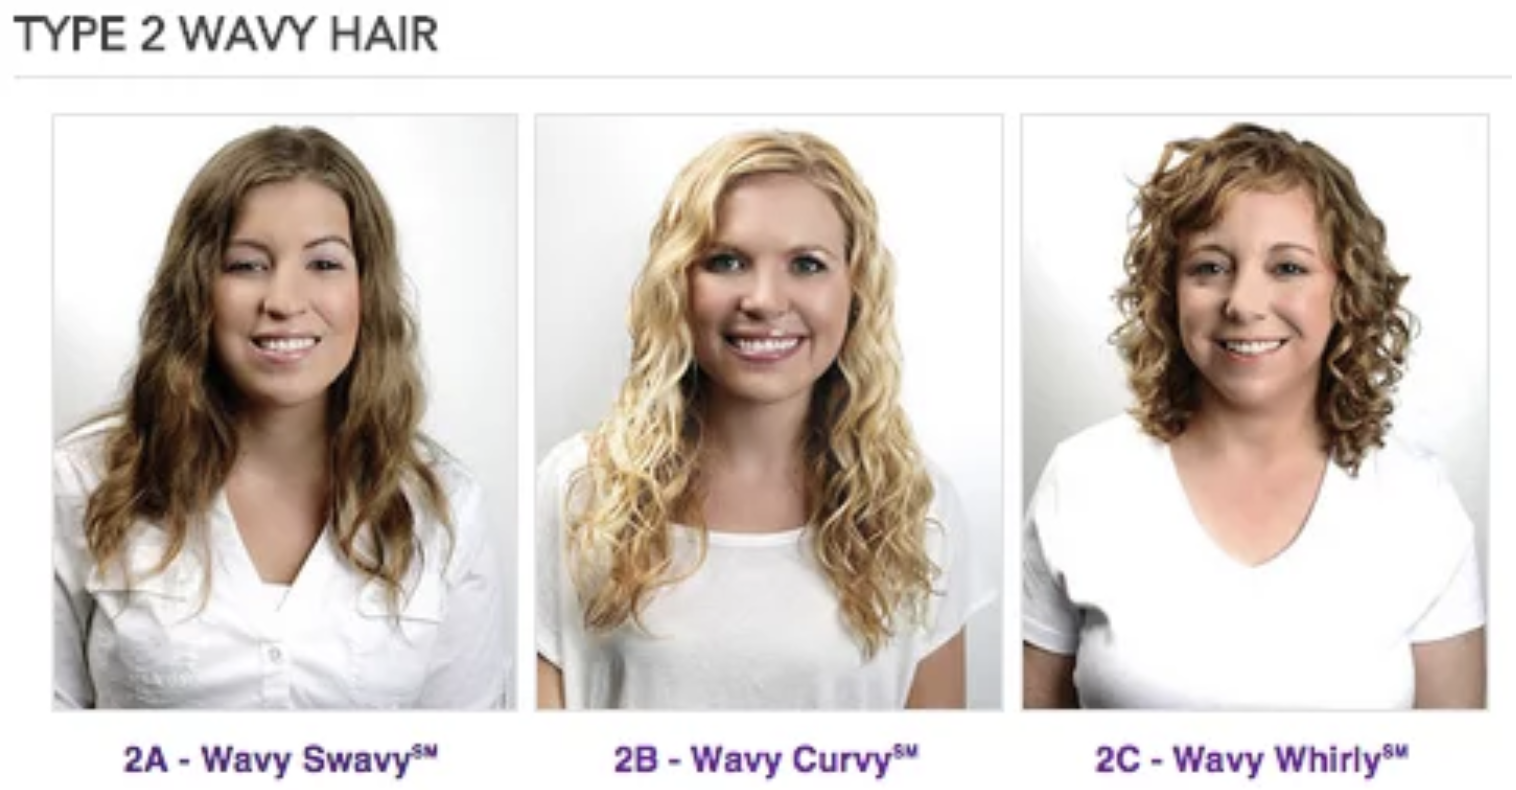 TYPE 2 WAVY HAIR
2A - Wavy Swavy℠
2B - Wavy Curvy℠
2C - Wavy Whirly℠